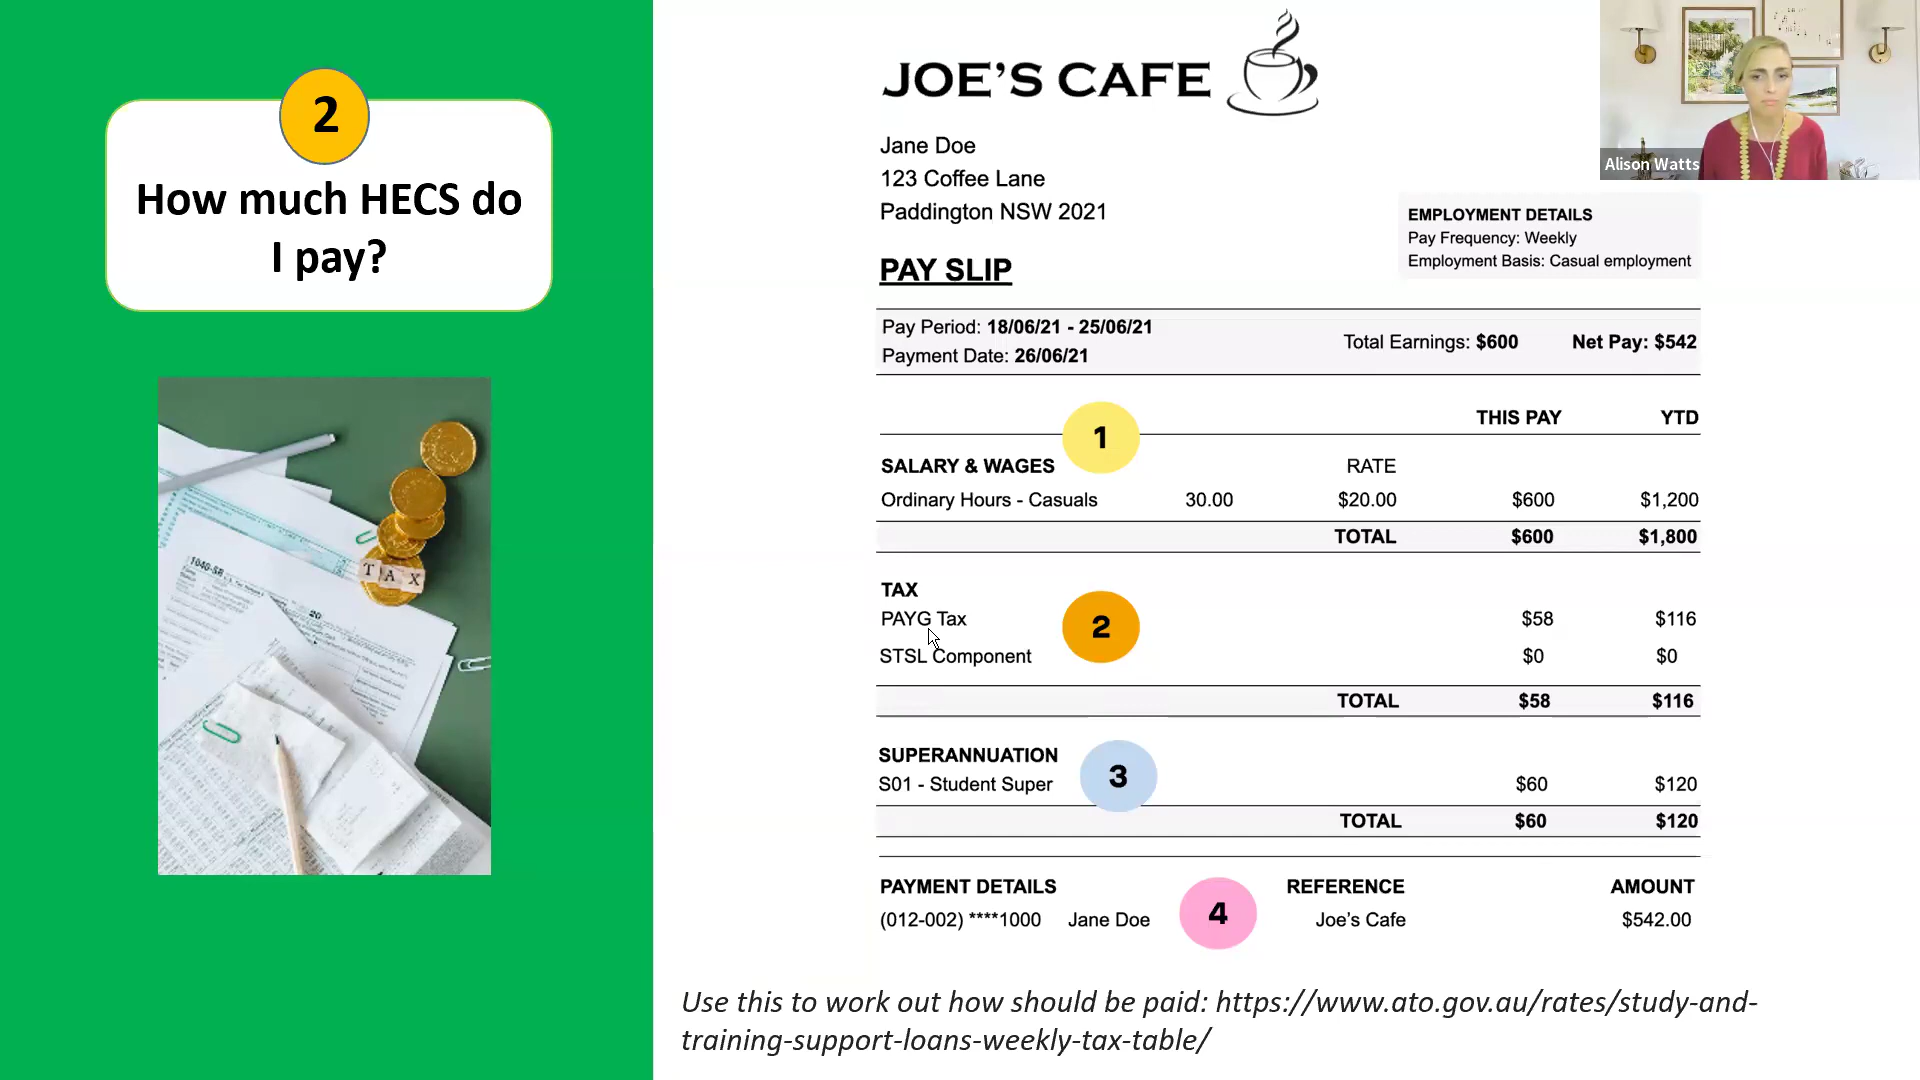 2
How much HECS do
I pay?
1040-SR
20
T A X
JOE'S CAFE
Jane Doe
123 Coffee Lane
Paddington NSW 2021
Alison Watts
EMPLOYMENT DETAILS
Pay Frequency: Weekly
Employment Basis: Casual employment
PAY SLIP
Pay Period: 18/06/21 - 25/06/21
Payment Date: 26/06/21
Total Earnings: $600 Net Pay: $542
THIS PAY YTD
1
SALARY & WAGES RATE
Ordinary Hours - Casuals 30.00 $20.00 $600 $1,200
TOTAL $600 $1,800
TAX
PAYG Tax $58 $116
2
STSL Component $0 $0
TOTAL $58 $116
SUPERANNUATION
3
S01 - Student Super $60 $120
TOTAL $60 $120
PAYMENT DETAILS REFERENCE AMOUNT
4
(012-002) ****1000 Jane Doe Joe's Cafe $542.00
Use this to work out how should be paid: https://www.ato.gov.au/rates/study-and-
training-support-loans-weekly-tax-table/